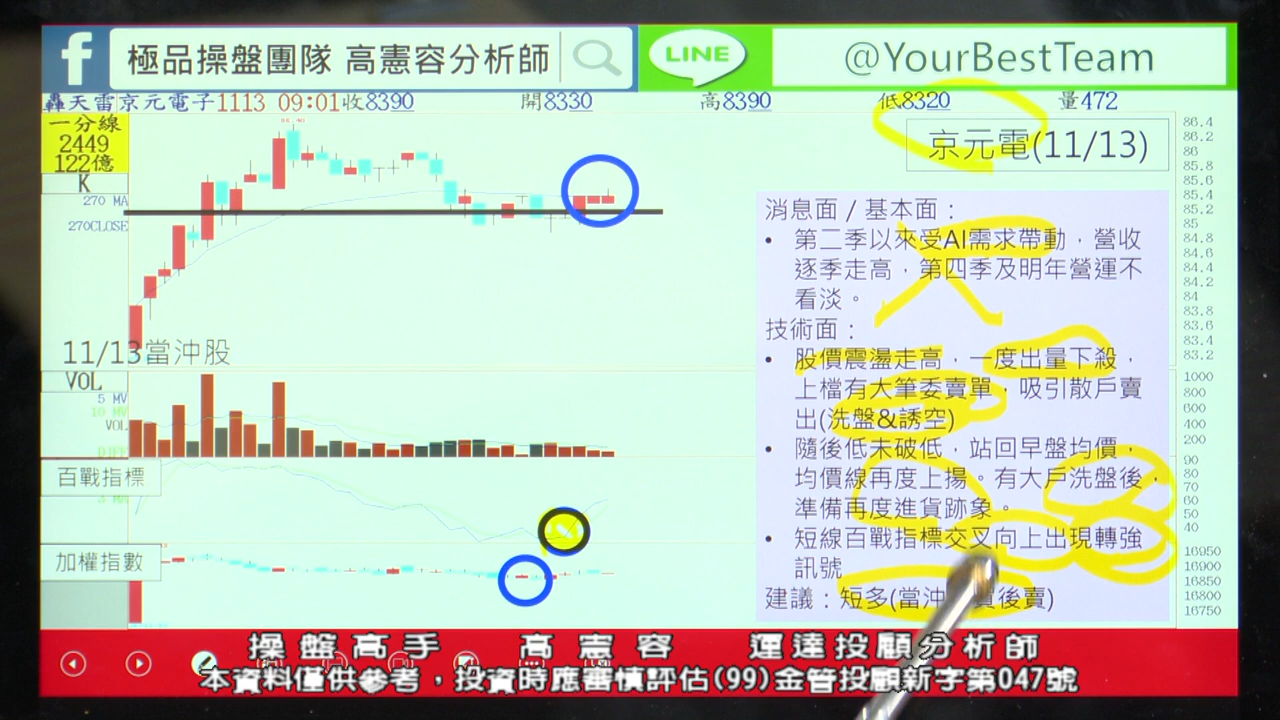 f 極品操盤團隊 高憲容分析師
LINE @YourBestTeam
轟天雷京元電子1113 09:01收8390 開8330 高8390 低8320 量472
一分線
2449
122億
K
270 MA
270CLOSE
京元電(11/13)
86.4
86.2
86
85.8
85.6
85.4
85.2
85
84.8
84.6
84.4
84.2
84
83.8
83.6
83.4
83.2
消息面 / 基本面：
• 第二季以來受AI需求帶動，營收
逐季走高，第四季及明年營運不
看淡。
技術面：
• 股價震盪走高，一度出量下殺，
上檔有大筆委賣單，吸引散戶賣
出(洗盤&誘空)
• 隨後低未破低，站回早盤均價，
均價線再度上揚。有大戶洗盤後，
準備再度進貨跡象。
• 短線百戰指標交叉向上出現轉強
訊號
建議：短多(當沖 買後賣)
11/13當沖股
VOL
5 MV
10 MV
VOL
1000
800
600
400
200
百戰指標
90
80
70
60
50
40
加權指數
16950
16900
16850
16800
16750
操盤高手 高憲容 運達投顧分析師
本資料僅供參考，投資時應審慎評估(99)金管投顧新字第047號